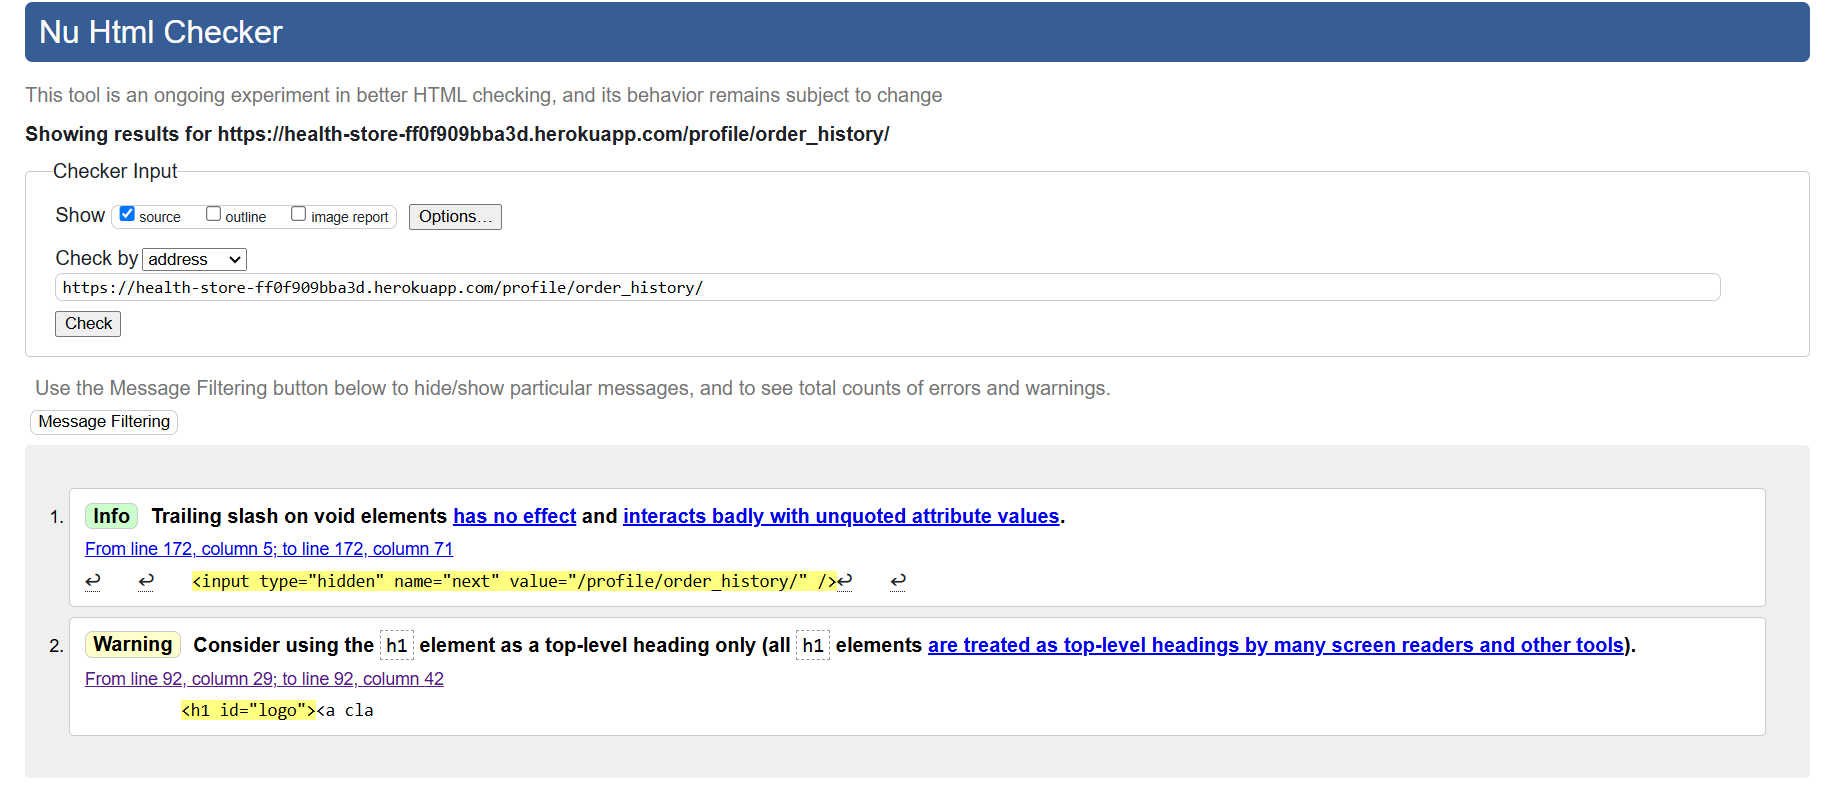 Nu Html Checker
This tool is an ongoing experiment in better HTML checking, and its behavior remains subject to change
Showing results for https://health-store-ff0f909bba3d.herokuapp.com/profile/order_history/
Checker Input
Show source outline image report Options...
Check by address
https://health-store-ff0f909bba3d.herokuapp.com/profile/order_history/
Check
Use the Message Filtering button below to hide/show particular messages, and to see total counts of errors and warnings.
Message Filtering
1. Info Trailing slash on void elements has no effect and interacts badly with unquoted attribute values.
From line 172, column 5; to line 172, column 71
↩ ↩ <input type="hidden" name="next" value="/profile/order_history/" />↩ ↩
2. Warning Consider using the h1 element as a top-level heading only (all h1 elements are treated as top-level headings by many screen readers and other tools).
From line 92, column 29; to line 92, column 42
<h1 id="logo"><a cla